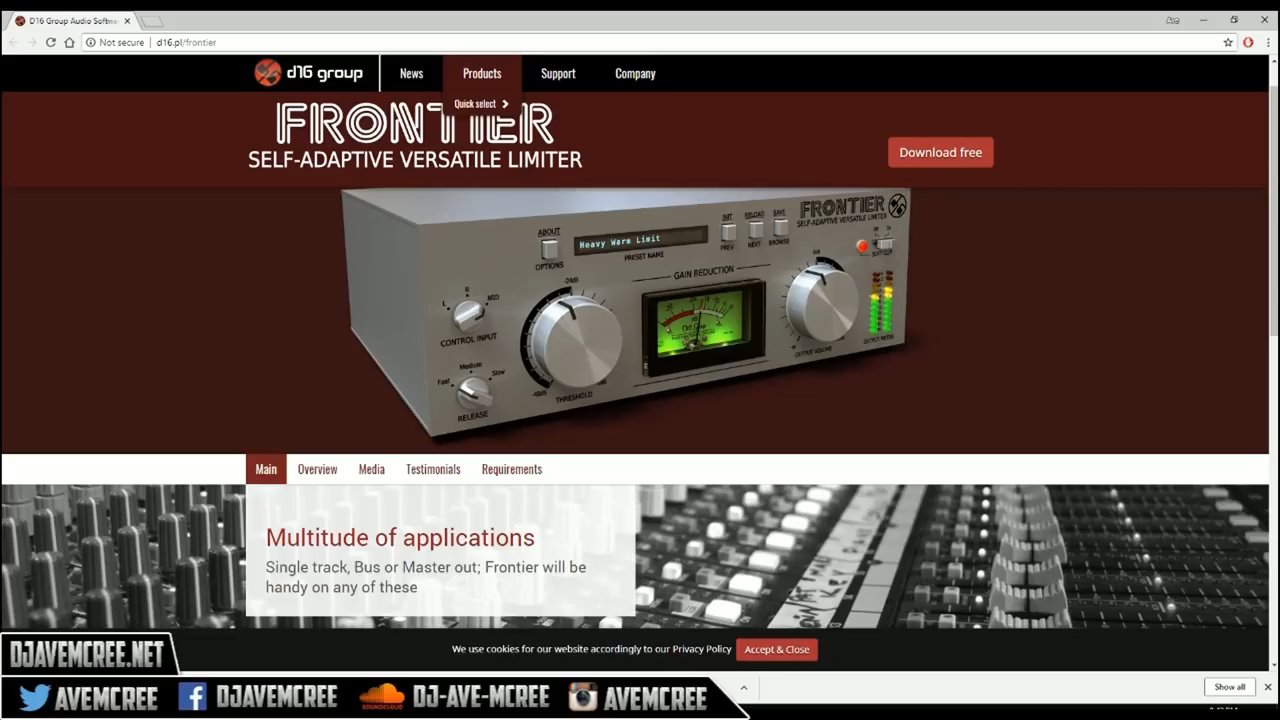 D16 Group Audio Softw
Ave
Not secure
d16.pl/frontier
d16 group
News
Products
Support
Company
Quick select
FRONTIER
SELF-ADAPTIVE VERSATILE LIMITER
Download free
FRONTIER
SELF-ADAPTIVE VERSATILE LIMITER
ABOUT
OPTIONS
Heavy Warm Limit
PRESET NAME
INIT
PREV
RELOAD
NEXT
SAVE
BROWSE
GAIN REDUCTION
L
R
MID
CONTROL INPUT
Fast
Medium
Slow
RELEASE
THRESHOLD
OUTPUT VOLUME
OUTPUT METER
Main
Overview
Media
Testimonials
Requirements
Multitude of applications
Single track, Bus or Master out; Frontier will be
handy on any of these
We use cookies for our website accordingly to our Privacy Policy
Accept & Close
DJAVEMCREE.NET
AVEMCREE
DJAVEMCREE
SOUNDCLOUD
DJ-AVE-MCREE
AVEMCREE
Show all